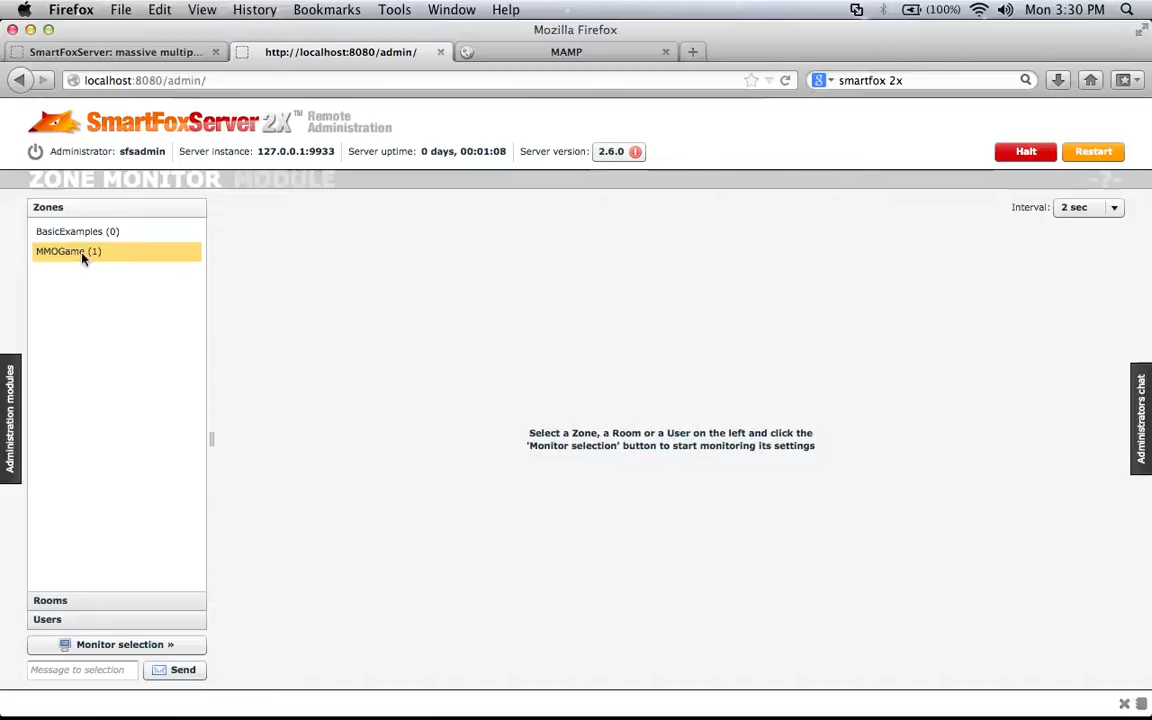 Firefox File Edit View History Bookmarks Tools Window Help (100%) Mon 3:30 PM
Mozilla Firefox
SmartFoxServer: massive multip... http://localhost:8080/admin/ MAMP
localhost:8080/admin/ smartfox 2x
SmartFoxServer 2X™ Remote Administration
Administrator: sfsadmin Server instance: 127.0.0.1:9933 Server uptime: 0 days, 00:01:08 Server version: 2.6.0 Halt Restart
ZONE MONITOR MODULE -2-
Zones Interval: 2 sec
BasicExamples (0)
MMOGame (1)
Administration modules
Administrators chat
Select a Zone, a Room or a User on the left and click the
'Monitor selection' button to start monitoring its settings
Rooms
Users
Monitor selection »
Message to selection Send